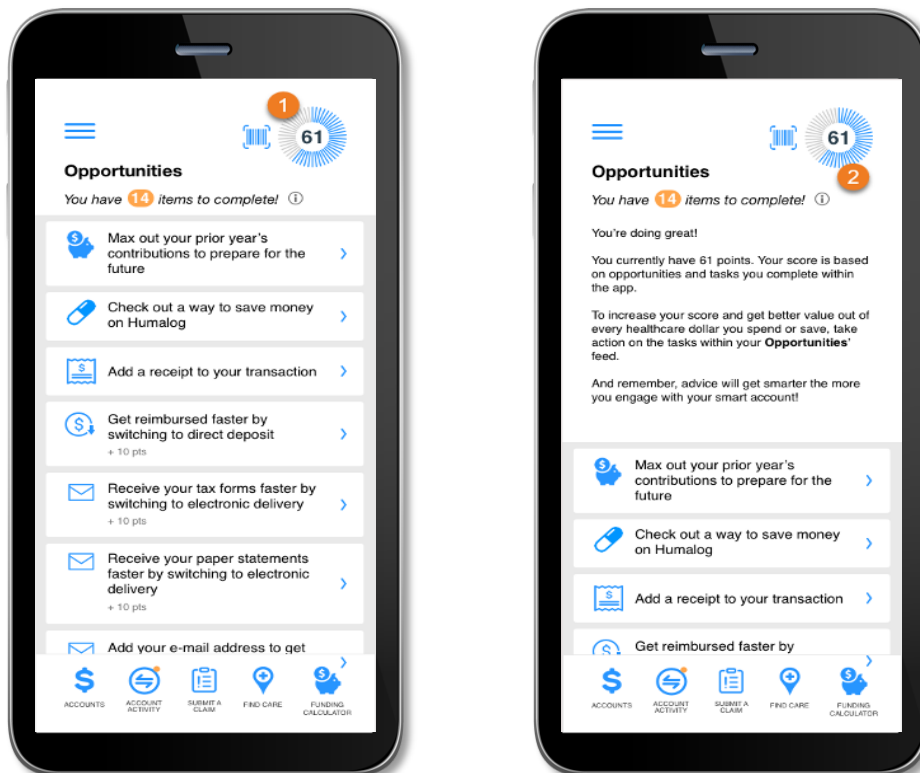 1
61
Opportunities
You have 14 items to complete! i
Max out your prior year's
contributions to prepare for the
future
Check out a way to save money
on Humalog
Add a receipt to your transaction
Get reimbursed faster by
switching to direct deposit
+ 10 pts
Receive your tax forms faster by
switching to electronic delivery
+ 10 pts
Receive your paper statements
faster by switching to electronic
delivery
+ 10 pts
Add your e-mail address to get
ACCOUNTS
ACCOUNT
ACTIVITY
SUBMIT A
CLAIM
FIND CARE
FUNDING
CALCULATOR
61
2
Opportunities
You have 14 items to complete! i
You're doing great!
You currently have 61 points. Your score is based
on opportunities and tasks you complete within
the app.
To increase your score and get better value out of
every healthcare dollar you spend or save, take
action on the tasks within your Opportunities'
feed.
And remember, advice will get smarter the more
you engage with your smart account!
Max out your prior year's
contributions to prepare for the
future
Check out a way to save money
on Humalog
Add a receipt to your transaction
Get reimbursed faster by
ACCOUNTS
ACCOUNT
ACTIVITY
SUBMIT A
CLAIM
FIND CARE
FUNDING
CALCULATOR